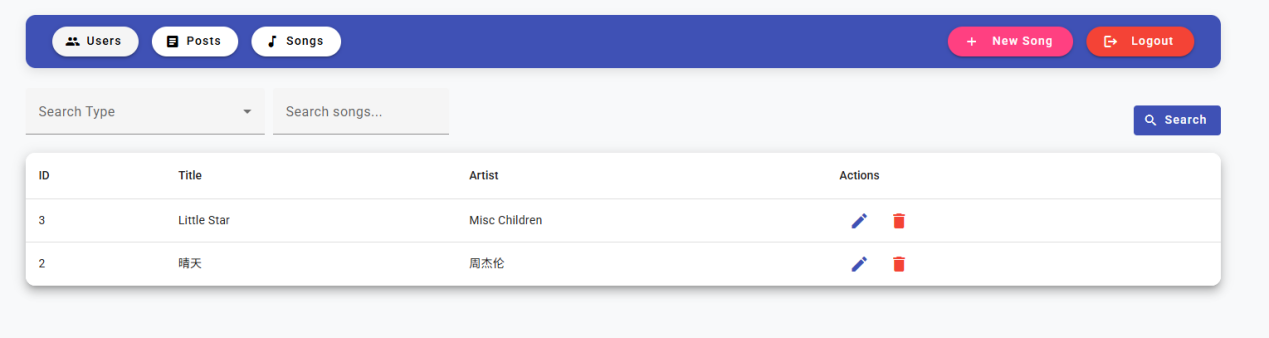 Users Posts Songs New Song Logout
Search Type Search songs... Search
ID Title Artist Actions
3 Little Star Misc Children
2 晴天 周杰伦